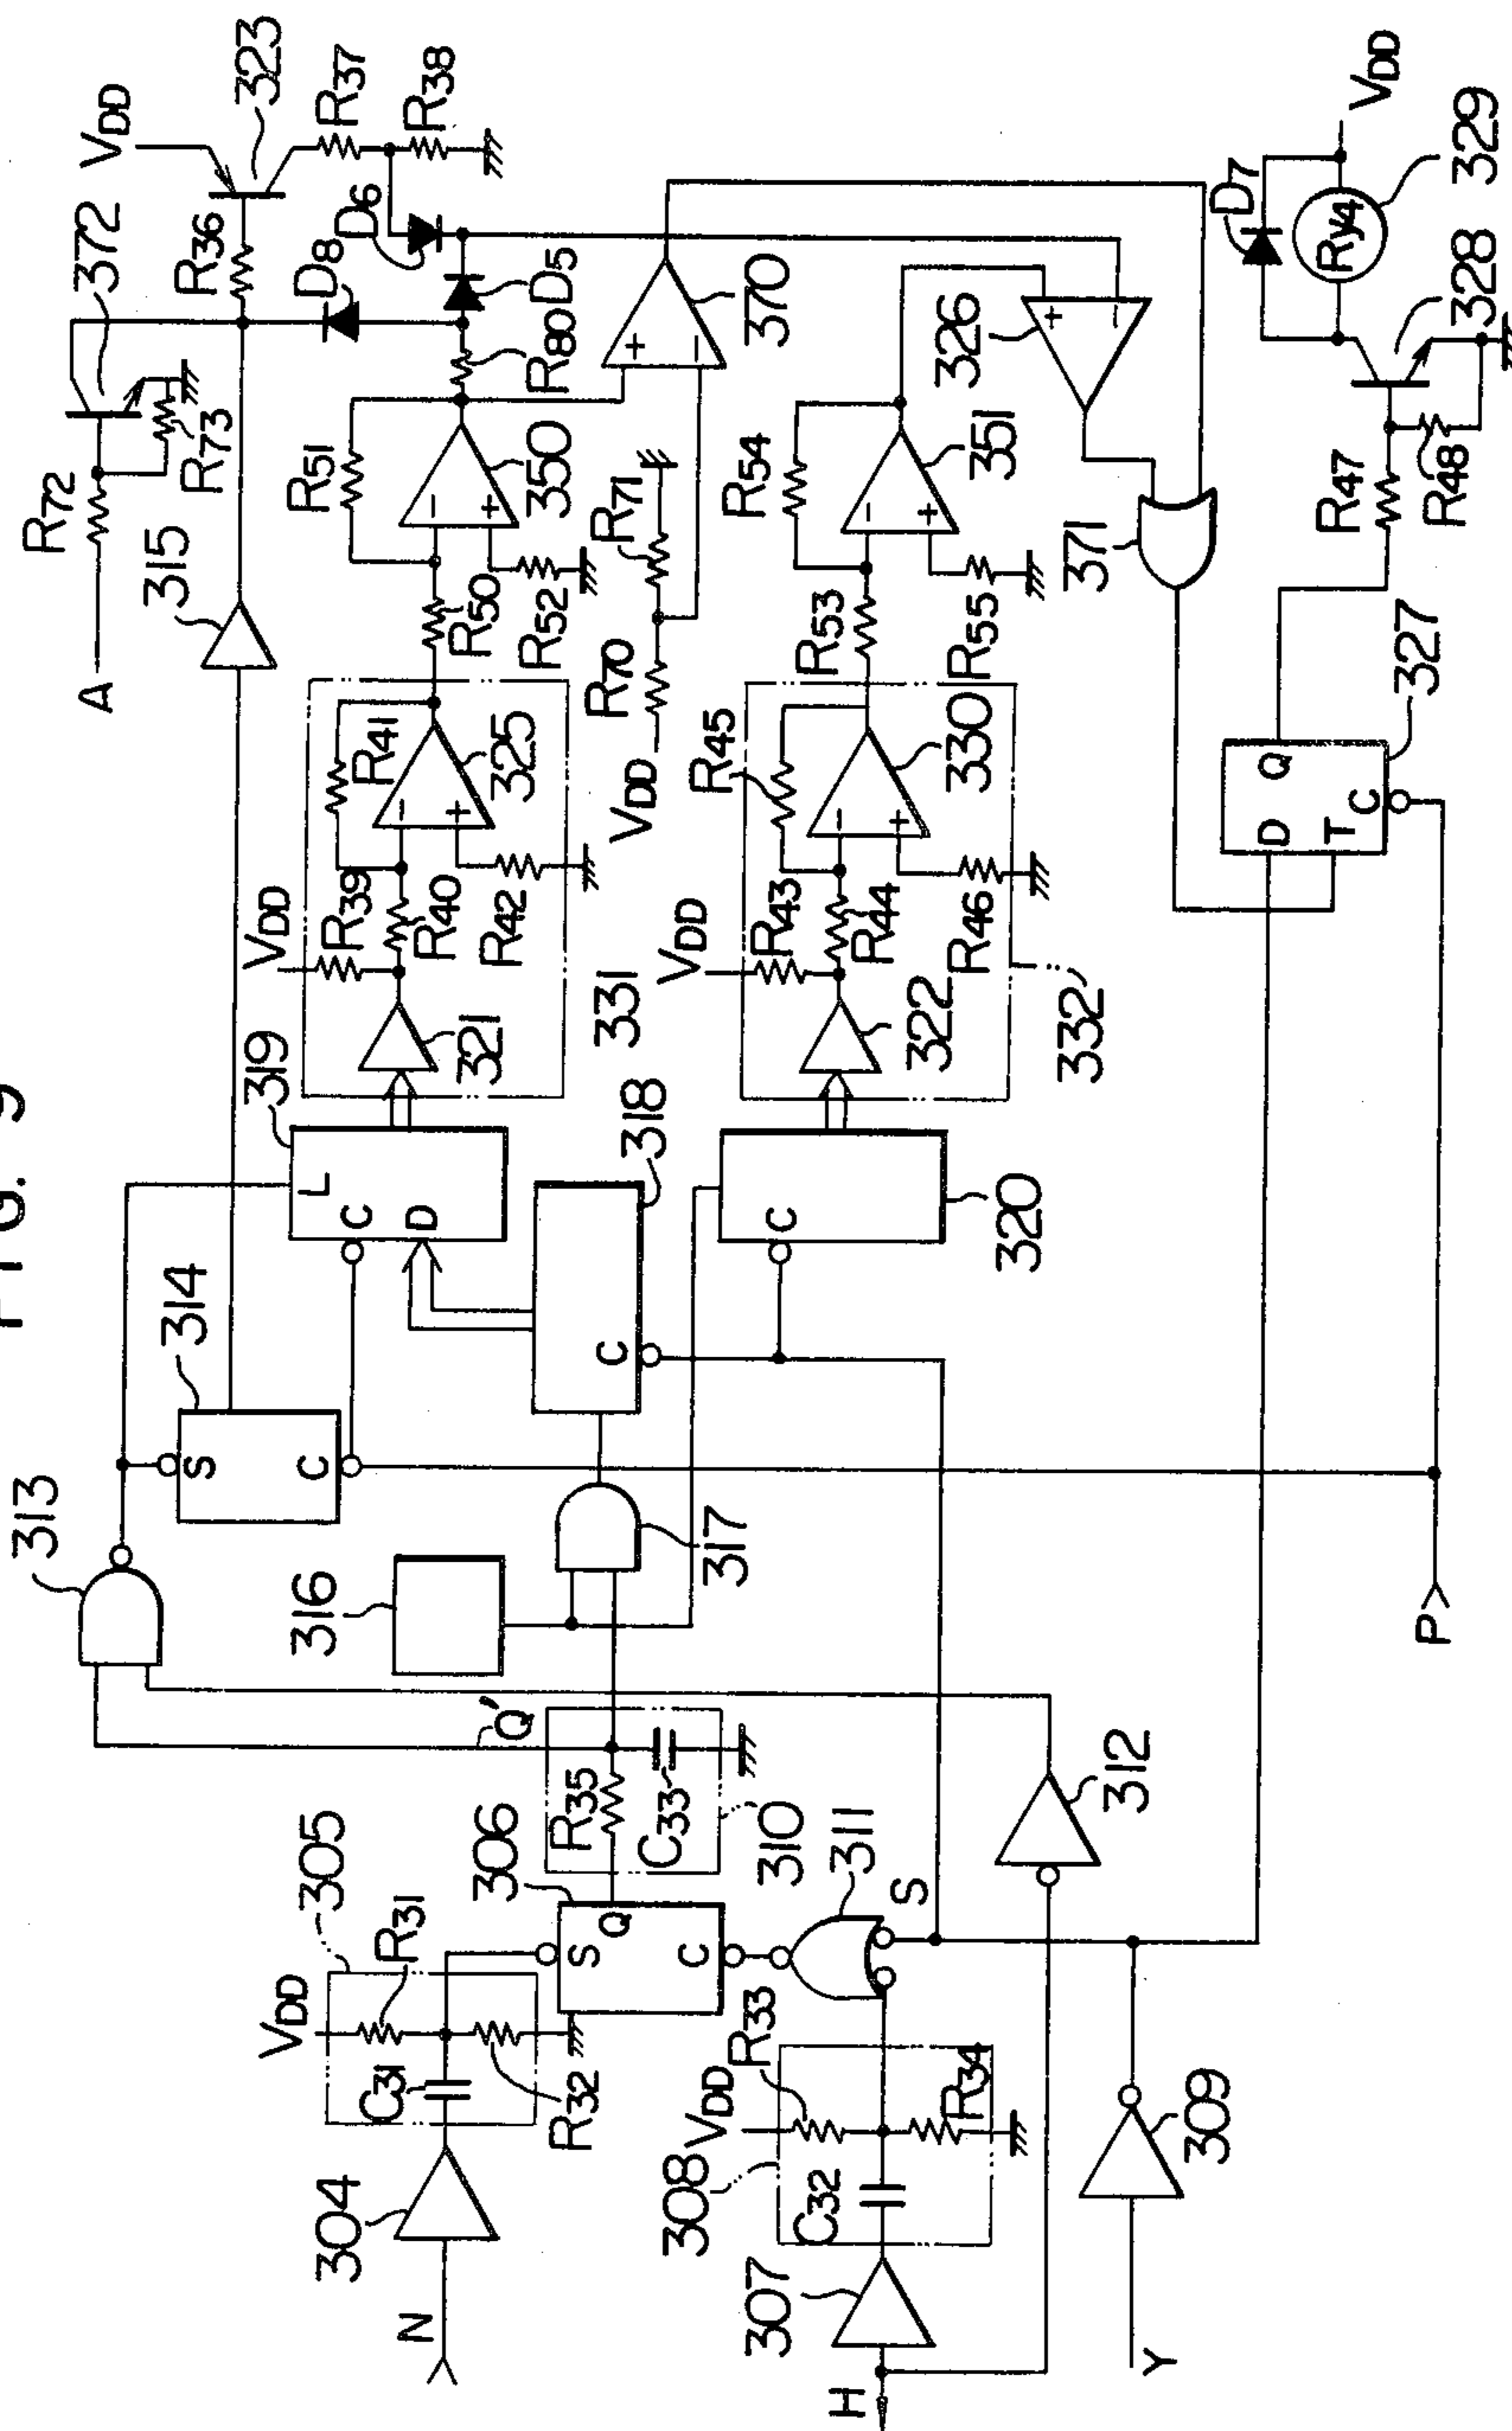 FIG. 9
313
314
315
A
R72
R73
372
VDD
323
R36
R37
R38
D8
D6
D5
R80
316
317
318
319
L
C
D
S
C
C
VDD
R39
R40
R41
R42
321
325
331
R50
R51
R52
350
VDD
R70
R71
370
305
VDD
R31
R32
C31
304
N
306
S
Q
C
Q'
R35
C33
310
311
S
312
320
C
VDD
R43
R44
R45
R46
322
330
332
R53
R54
R55
351
326
371
307
H
308
VDD
R33
R34
C32
309
Y
P
327
D
Q
T
C
R47
R48
328
329
Ry4
D7
VDD
+
−
+
−
+
−
+
−
+
−
+
−